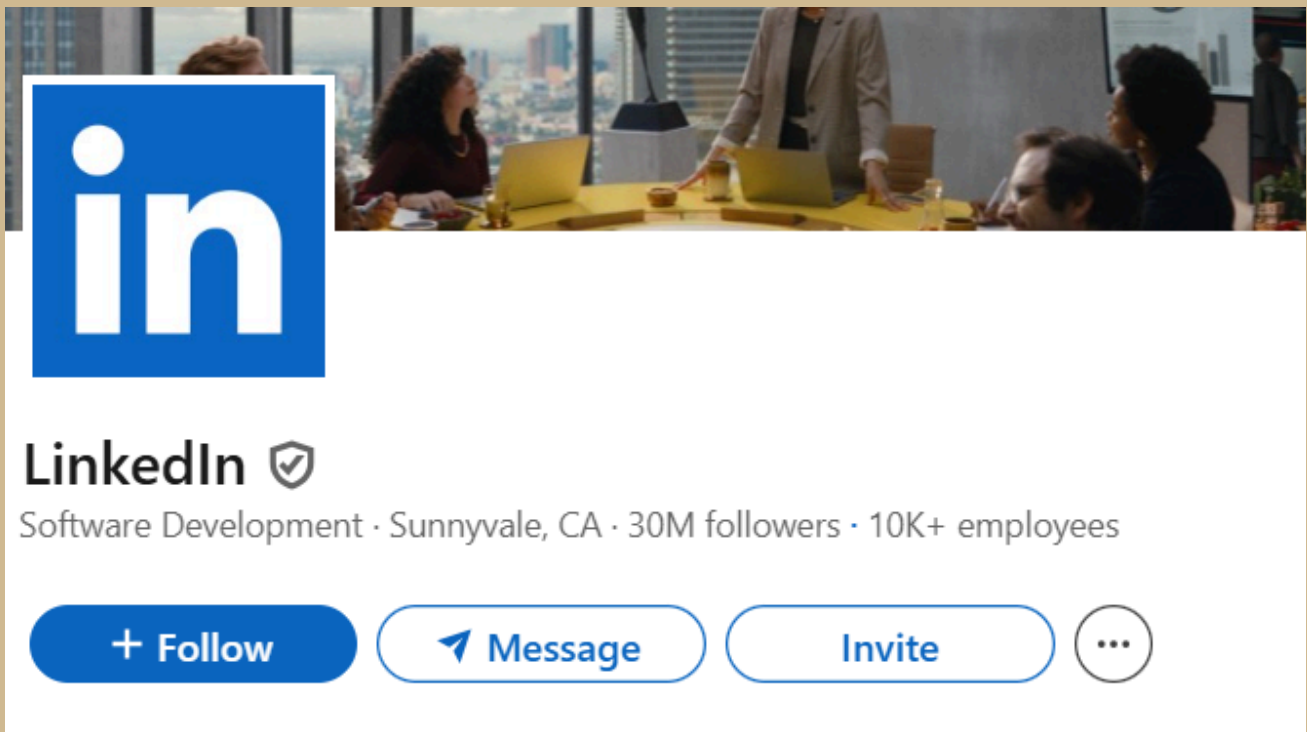 in
LinkedIn
Software Development · Sunnyvale, CA · 30M followers · 10K+ employees
+ Follow
Message
Invite